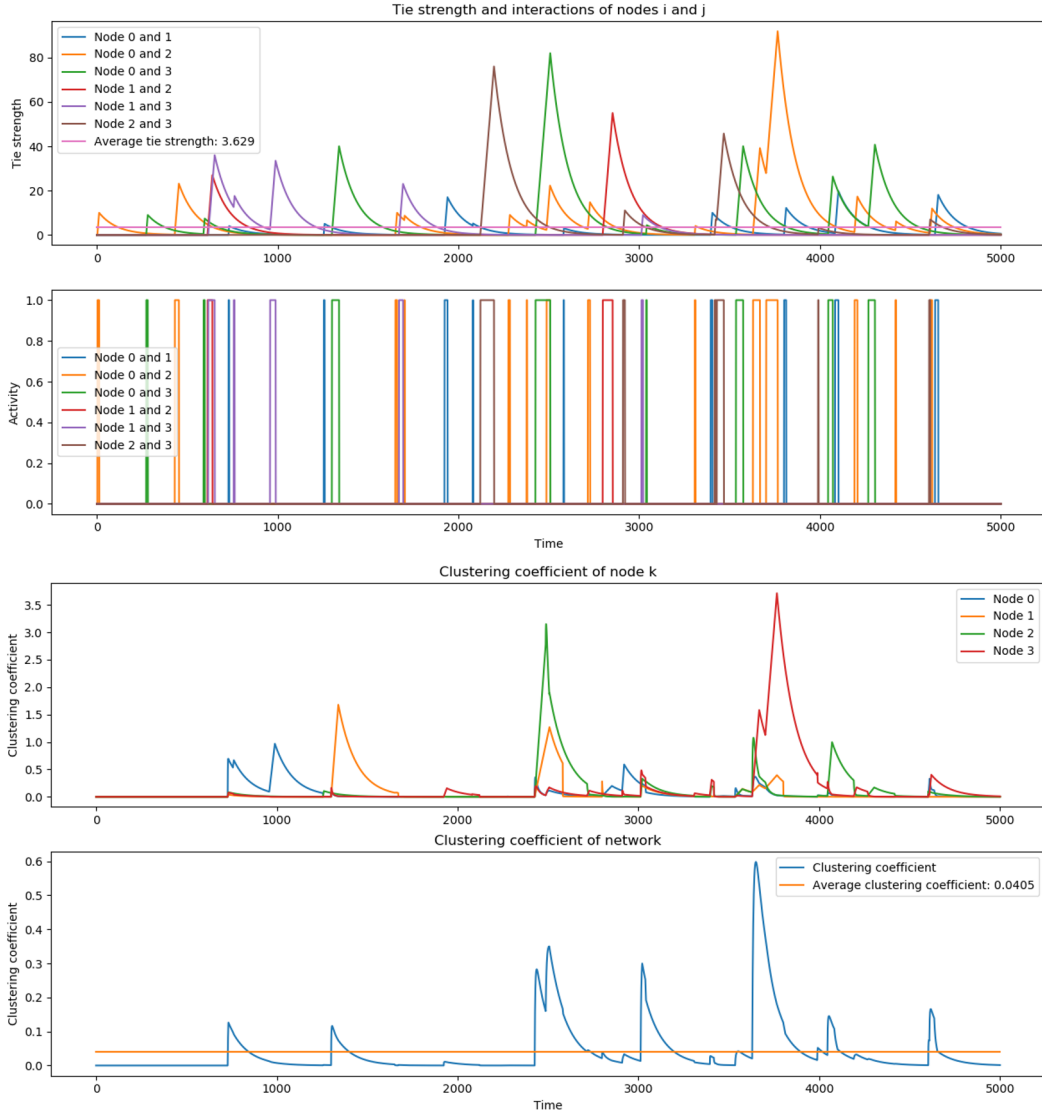 Tie strength and interactions of nodes i and j
Tie strength
80
60
40
20
0
Node 0 and 1
Node 0 and 2
Node 0 and 3
Node 1 and 2
Node 1 and 3
Node 2 and 3
Average tie strength: 3.629
0 1000 2000 3000 4000 5000
Activity
1.0
0.8
0.6
0.4
0.2
0.0
Node 0 and 1
Node 0 and 2
Node 0 and 3
Node 1 and 2
Node 1 and 3
Node 2 and 3
0 1000 2000 3000 4000 5000
Time
Clustering coefficient of node k
Clustering coefficient
3.5
3.0
2.5
2.0
1.5
1.0
0.5
0.0
Node 0
Node 1
Node 2
Node 3
0 1000 2000 3000 4000 5000
Clustering coefficient of network
Clustering coefficient
0.6
0.5
0.4
0.3
0.2
0.1
0.0
Clustering coefficient
Average clustering coefficient: 0.0405
0 1000 2000 3000 4000 5000
Time